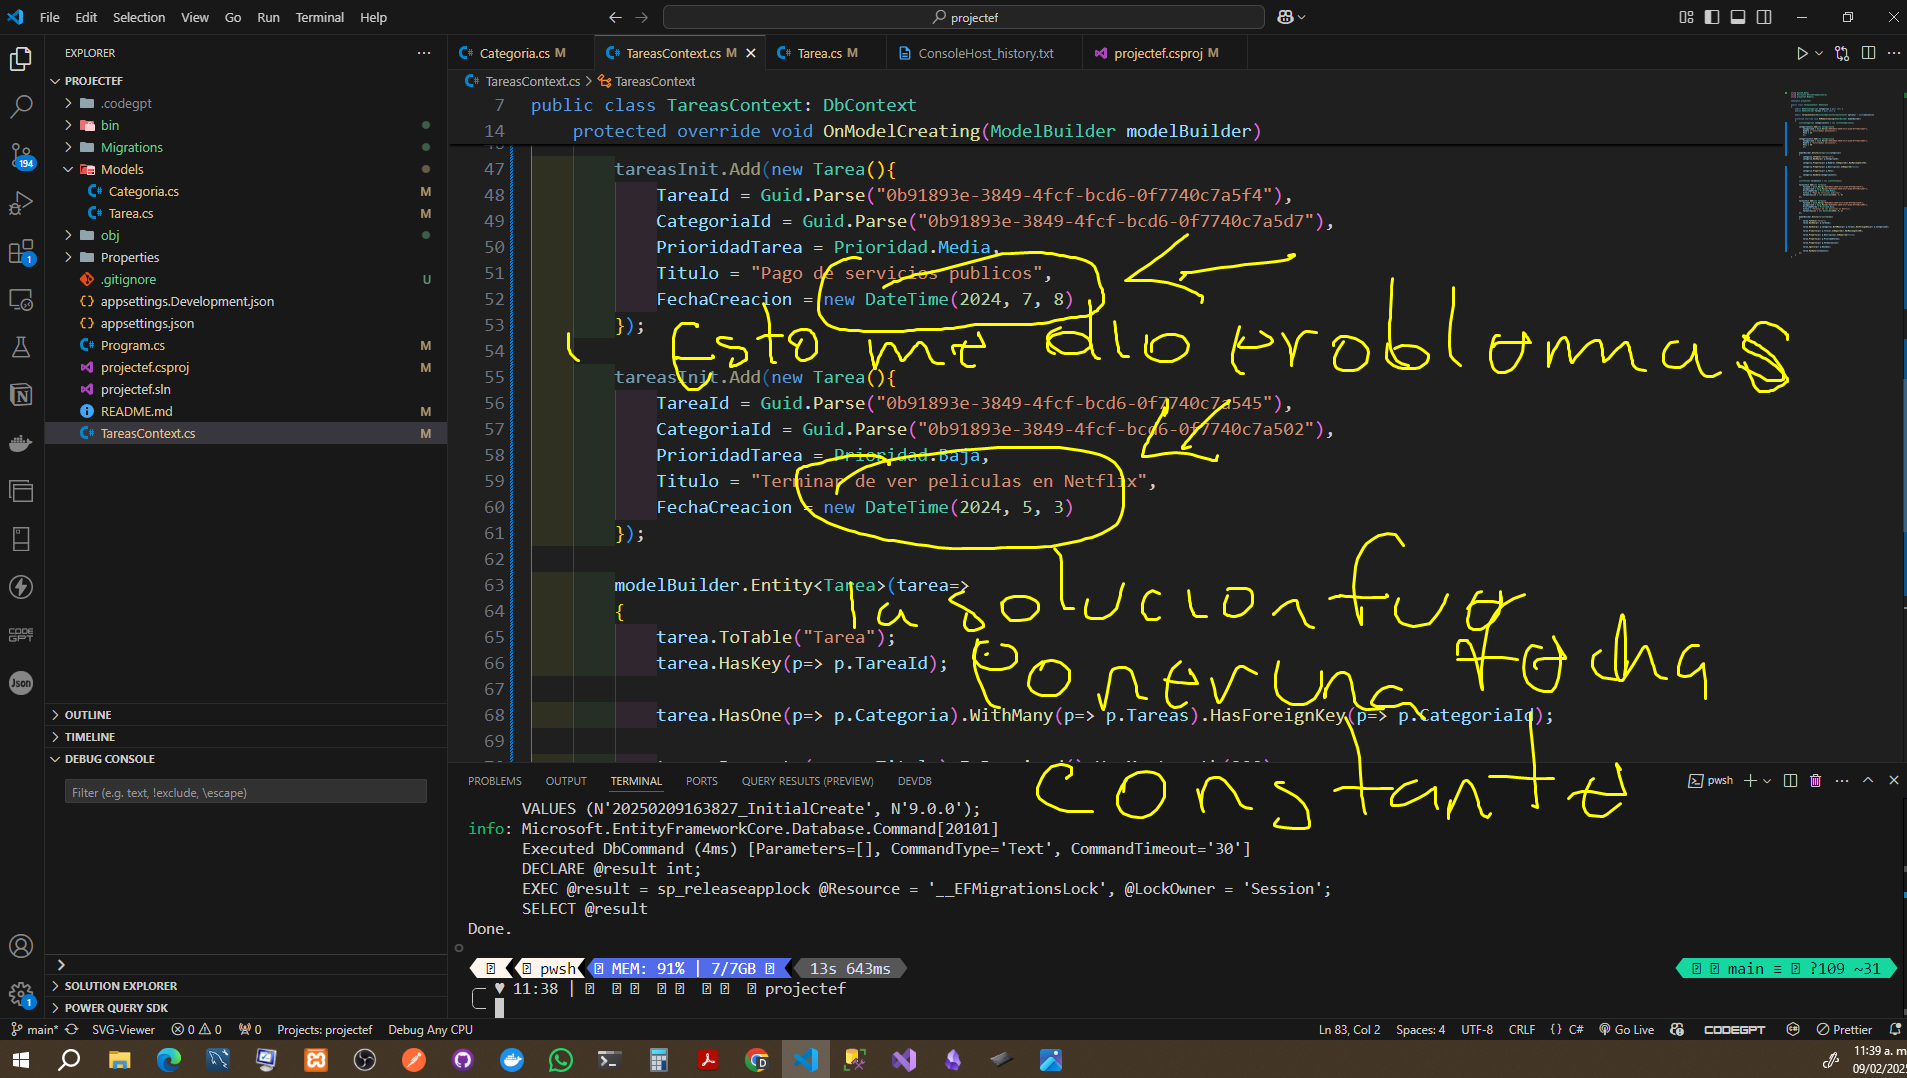 File Edit Selection View Go Run Terminal Help
projectef
EXPLORER
PROJECTEF
.codegpt
bin
Migrations
Models
Categoria.cs M
Tarea.cs M
obj
Properties
.gitignore U
appsettings.Development.json
appsettings.json
Program.cs
projectef.csproj M
projectef.sln
README.md M
TareasContext.cs M
OUTLINE
TIMELINE
DEBUG CONSOLE
Filter (e.g. text, !exclude, \escape)
SOLUTION EXPLORER
POWER QUERY SDK
194
1
CODE GPT
Json
1
Categoria.cs M TareasContext.cs M Tarea.cs M ConsoleHost_history.txt projectef.csproj M
TareasContext.cs > TareasContext
7 public class TareasContext: DbContext
14 protected override void OnModelCreating(ModelBuilder modelBuilder)
47 tareasInit.Add(new Tarea(){
48 TareaId = Guid.Parse("0b91893e-3849-4fcf-bcd6-0f7740c7a5f4"),
49 CategoriaId = Guid.Parse("0b91893e-3849-4fcf-bcd6-0f7740c7a5d7"),
50 PrioridadTarea = Prioridad.Media,
51 Titulo = "Pago de servicios publicos",
52 FechaCreacion = new DateTime(2024, 7, 8)
53 });
Esto me dio problemas
54
55 tareasInit.Add(new Tarea(){
56 TareaId = Guid.Parse("0b91893e-3849-4fcf-bcd6-0f7740c7a545"),
57 CategoriaId = Guid.Parse("0b91893e-3849-4fcf-bcd6-0f7740c7a502"),
58 PrioridadTarea = Prioridad.Baja,
59 Titulo = "Terminar de ver peliculas en Netflix",
60 FechaCreacion = new DateTime(2024, 5, 3)
61 });
62
63 modelBuilder.Entity<Tarea>(tarea=>
la solucion fue
64 {
65 tarea.ToTable("Tarea");
66 tarea.HasKey(p=> p.TareaId);
poner una fecha
67
68 tarea.HasOne(p=> p.Categoria).WithMany(p=> p.Tareas).HasForeignKey(p=> p.CategoriaId);
69
constante
PROBLEMS OUTPUT TERMINAL PORTS QUERY RESULTS (PREVIEW) DEVDB
pwsh
VALUES (N'20250209163827_InitialCreate', N'9.0.0');
info: Microsoft.EntityFrameworkCore.Database.Command[20101]
Executed DbCommand (4ms) [Parameters=[], CommandType='Text', CommandTimeout='30']
DECLARE @result int;
EXEC @result = sp_releaseapplock @Resource = '__EFMigrationsLock', @LockOwner = 'Session';
SELECT @result
Done.
pwsh MEM: 91% | 7/7GB 13s 643ms
main ≡ ?109 ~31
♥ 11:38 | projectef
main* SVG-Viewer 0 0 0 Projects: projectef Debug Any CPU
Ln 83, Col 2 Spaces: 4 UTF-8 CRLF {} C# Go Live CODEGPT Prettier
11:39 a. m